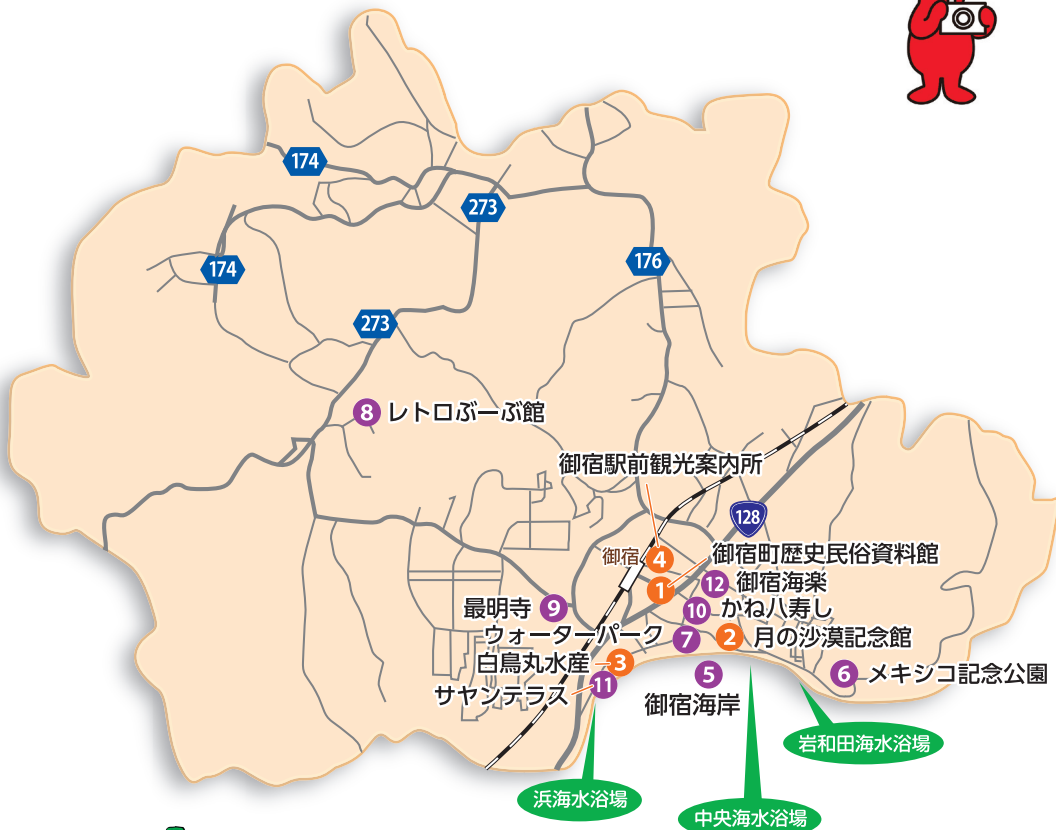 174
273
174
176
273
8 レトロぶーぶ館
御宿駅前観光案内所
128
御宿
4
御宿町歴史民俗資料館
1
12 御宿海楽
最明寺 9
10 かね八寿し
ウォーターパーク 7
2 月の沙漠記念館
白鳥丸水産 3
サヤンテラス 11
5
御宿海岸
6 メキシコ記念公園
岩和田海水浴場
浜海水浴場
中央海水浴場